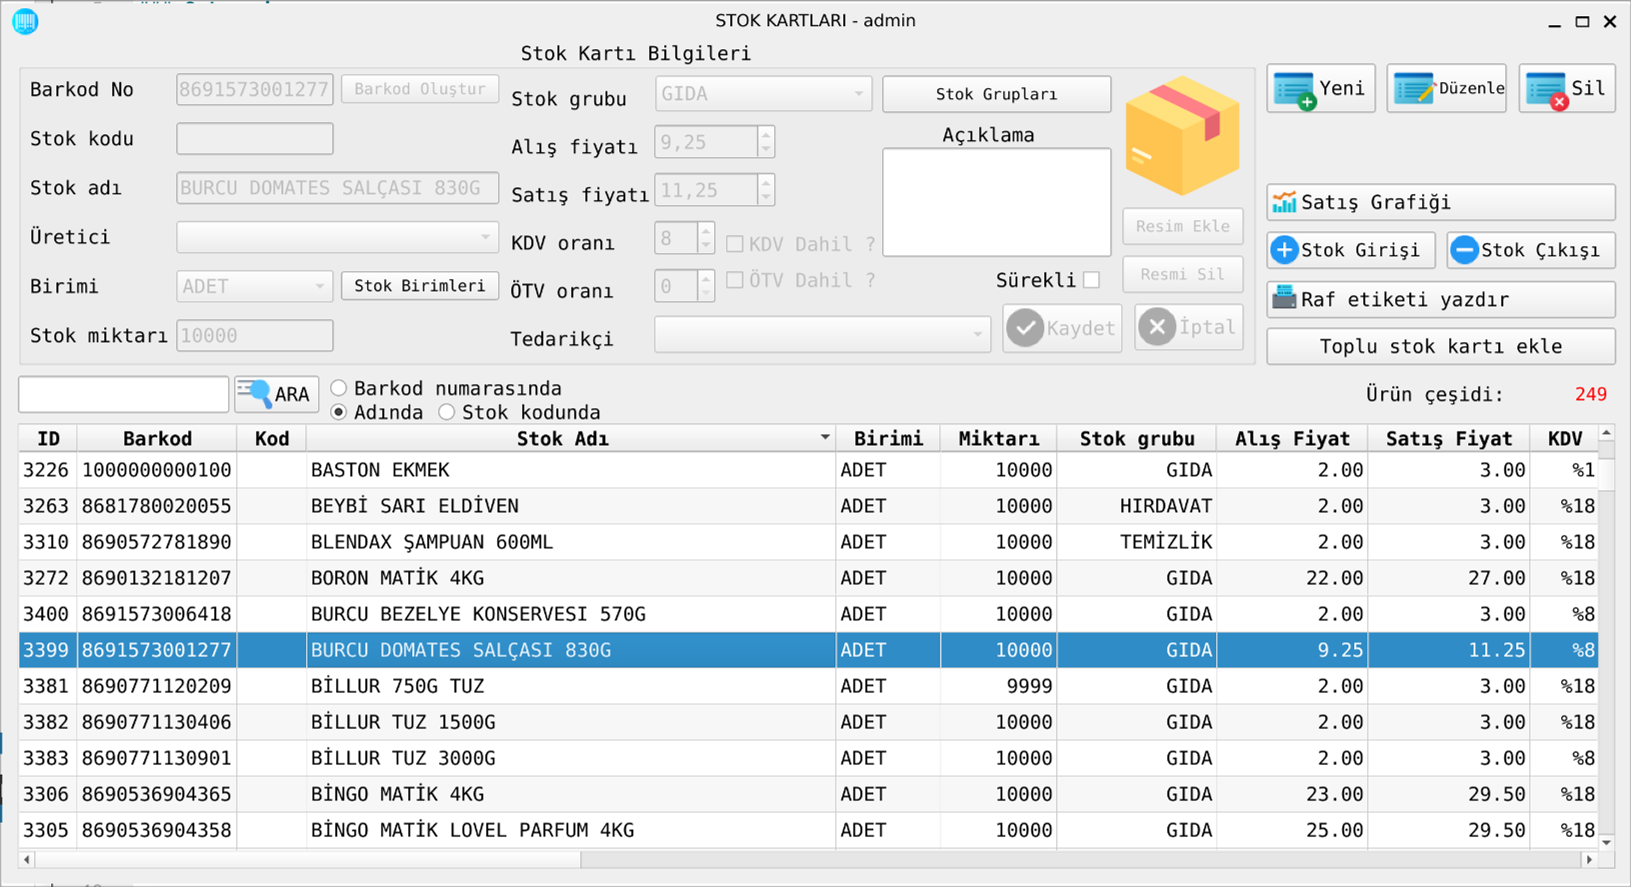 STOK KARTLARI - admin
Stok Kartı Bilgileri
Barkod No 8691573001277 Barkod Oluştur
Stok kodu
Stok adı BURCU DOMATES SALÇASI 830G
Üretici
Birimi ADET Stok Birimleri
Stok miktarı 10000
Stok grubu GIDA Stok Grupları
Alış fiyatı 9,25
Satış fiyatı 11,25
KDV oranı 8 KDV Dahil ?
ÖTV oranı 0 ÖTV Dahil ?
Tedarikçi
Açıklama
Sürekli
Resim Ekle
Resmi Sil
Kaydet İptal
Yeni Düzenle Sil
Satış Grafiği
Stok Girişi Stok Çıkışı
Raf etiketi yazdır
Toplu stok kartı ekle
ARA
Barkod numarasında
Adında Stok kodunda
Ürün çeşidi: 249
ID Barkod Kod Stok Adı Birimi Miktarı Stok grubu Alış Fiyat Satış Fiyat KDV
3226 1000000000100 BASTON EKMEK ADET 10000 GIDA 2.00 3.00 %1
3263 8681780020055 BEYBİ SARI ELDİVEN ADET 10000 HIRDAVAT 2.00 3.00 %18
3310 8690572781890 BLENDAX ŞAMPUAN 600ML ADET 10000 TEMİZLİK 2.00 3.00 %18
3272 8690132181207 BORON MATİK 4KG ADET 10000 GIDA 22.00 27.00 %18
3400 8691573006418 BURCU BEZELYE KONSERVESI 570G ADET 10000 GIDA 2.00 3.00 %8
3399 8691573001277 BURCU DOMATES SALÇASI 830G ADET 10000 GIDA 9.25 11.25 %8
3381 8690771120209 BİLLUR 750G TUZ ADET 9999 GIDA 2.00 3.00 %18
3382 8690771130406 BİLLUR TUZ 1500G ADET 10000 GIDA 2.00 3.00 %18
3383 8690771130901 BİLLUR TUZ 3000G ADET 10000 GIDA 2.00 3.00 %8
3306 8690536904365 BİNGO MATİK 4KG ADET 10000 GIDA 23.00 29.50 %18
3305 8690536904358 BİNGO MATİK LOVEL PARFUM 4KG ADET 10000 GIDA 25.00 29.50 %18